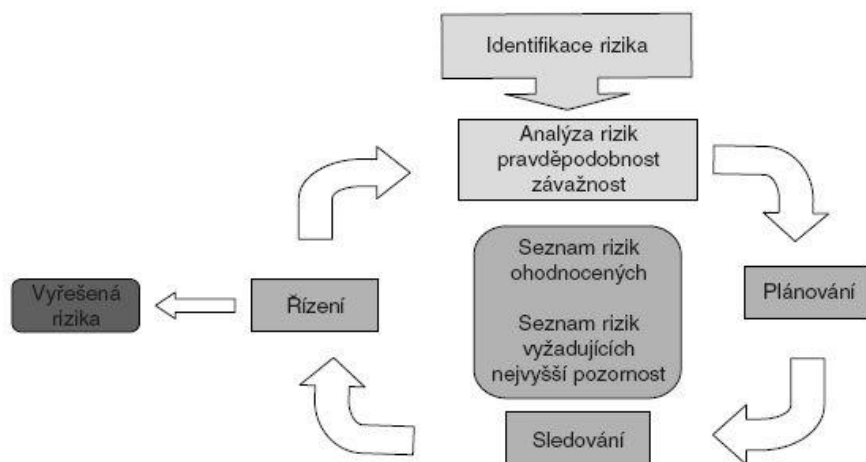 Identifikace rizika
Analýza rizik
pravděpodobnost
závažnost
Seznam rizik
ohodnocených
Seznam rizik
vyžadujících
nejvyšší pozornost
Plánování
Vyřešená
rizika
Řízení
Sledování